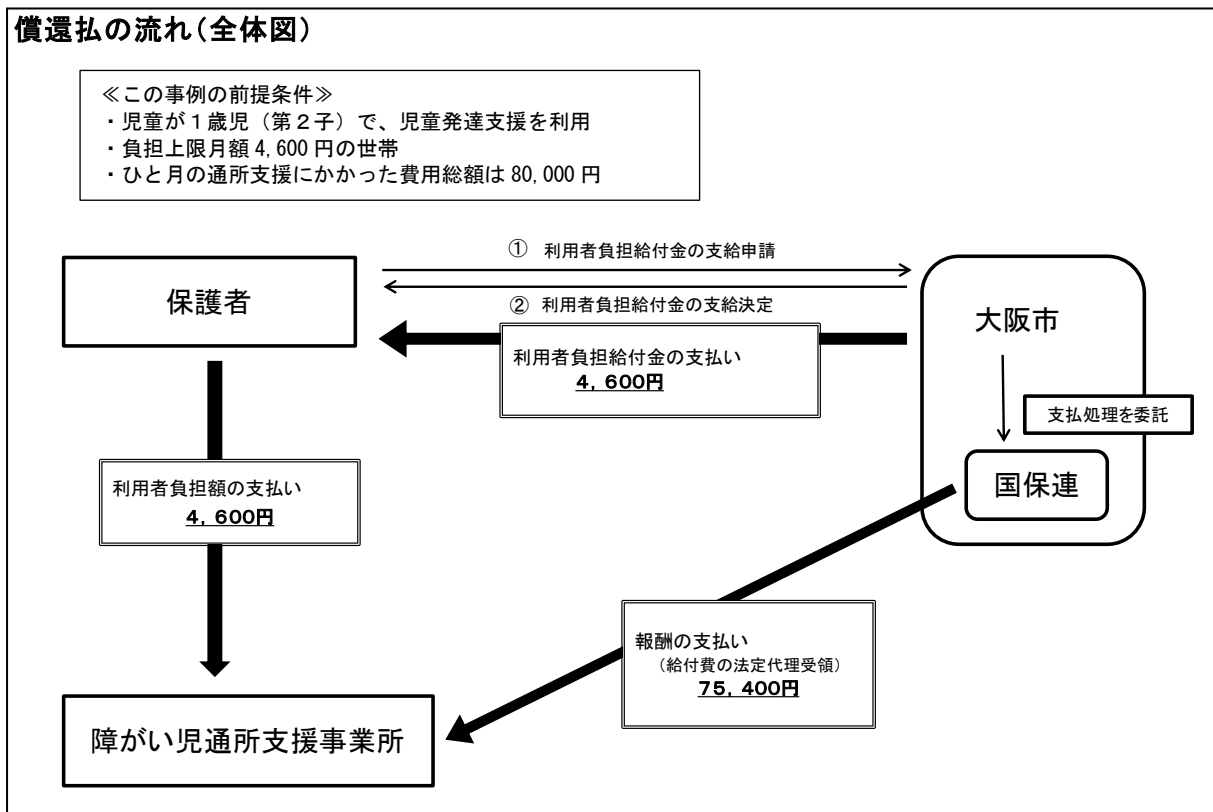 償還払の流れ（全体図）
≪この事例の前提条件≫
・児童が１歳児（第２子）で、児童発達支援を利用
・負担上限月額 4,600 円の世帯
・ひと月の通所支援にかかった費用総額は 80,000 円
① 利用者負担給付金の支給申請
保護者
② 利用者負担給付金の支給決定
大阪市
利用者負担給付金の支払い
４，６００円
支払処理を委託
国保連
利用者負担額の支払い
４，６００円
報酬の支払い
（給付費の法定代理受領）
７５，４００円
障がい児通所支援事業所